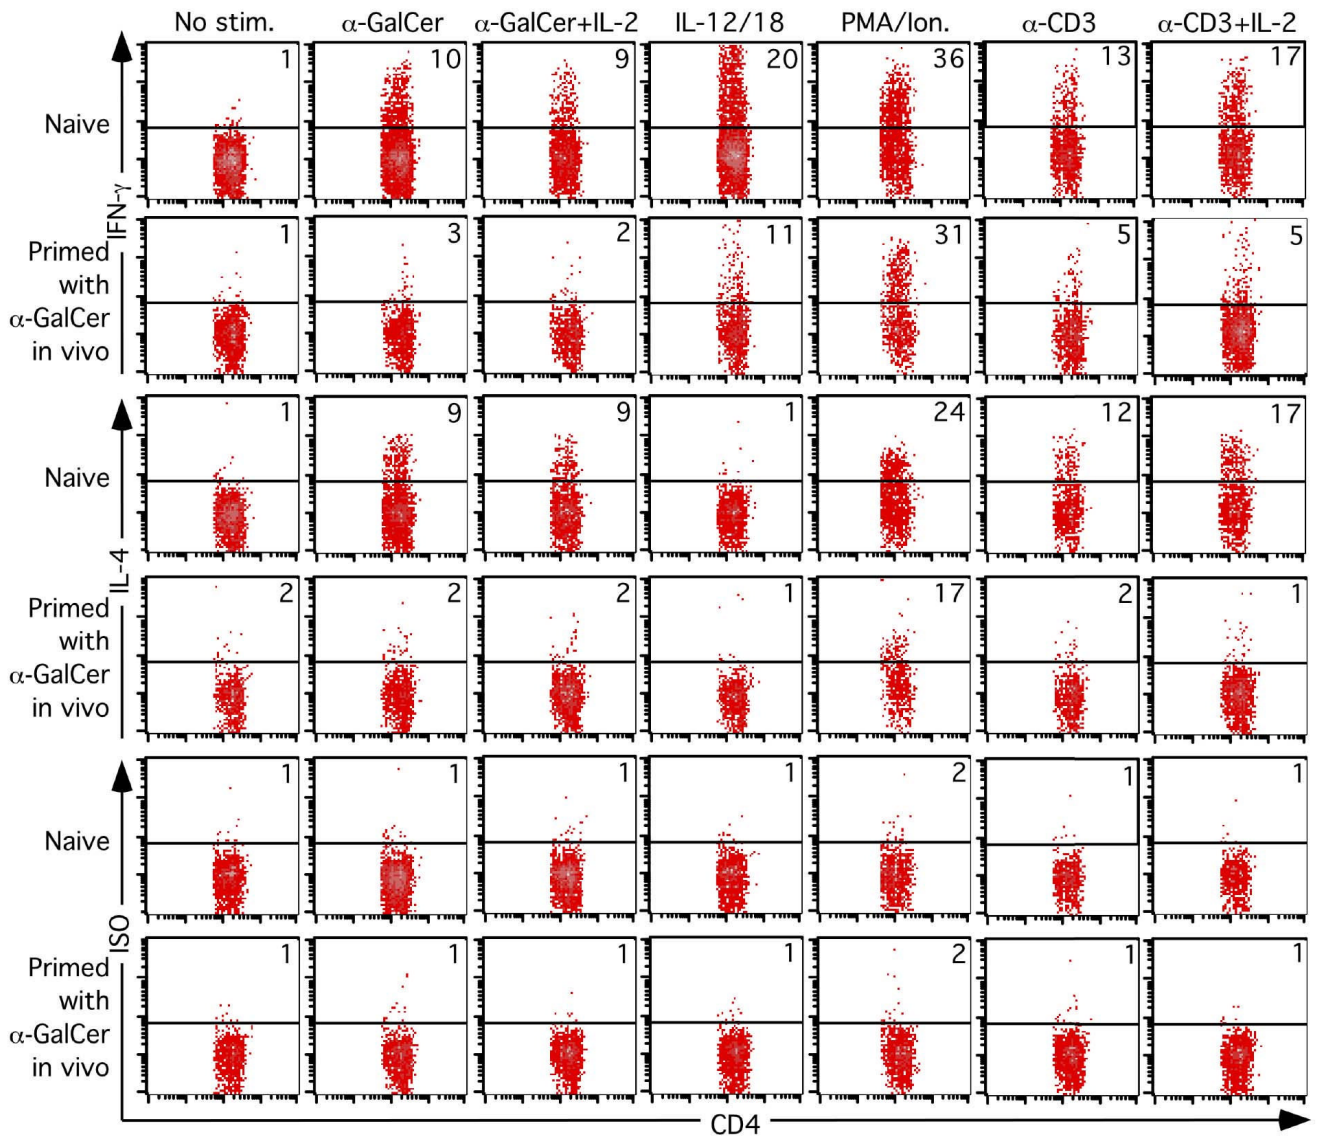 No stim. α-GalCer α-GalCer+IL-2 IL-12/18 PMA/Ion. α-CD3 α-CD3+IL-2
IFN-γ
Naive
1 10 9 20 36 13 17
Primed
with
α-GalCer
in vivo
1 3 2 11 31 5 5
IL-4
Naive
1 9 9 1 24 12 17
Primed
with
α-GalCer
in vivo
2 2 2 1 17 2 1
ISO
Naive
1 1 1 1 2 1 1
Primed
with
α-GalCer
in vivo
1 1 1 1 2 1 1
CD4